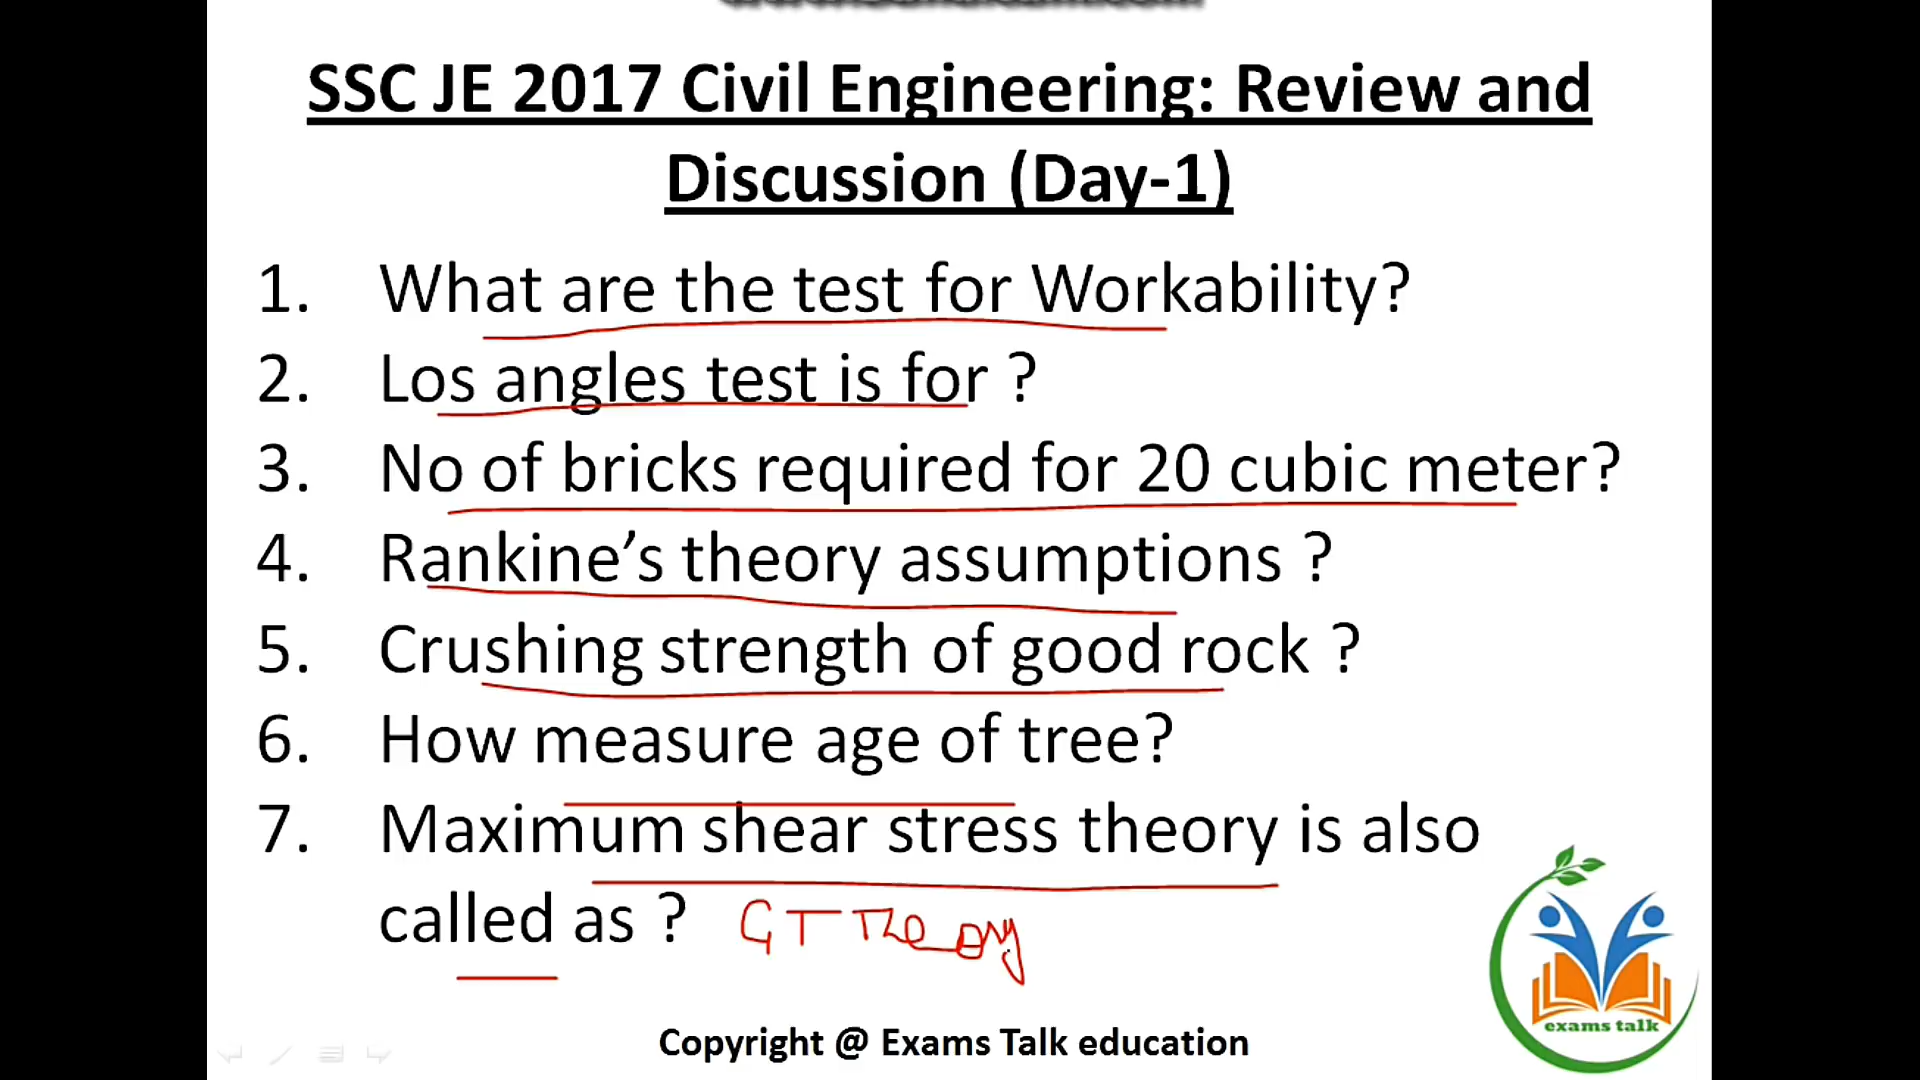 SSC JE 2017 Civil Engineering: Review and
Discussion (Day-1)
1. What are the test for Workability?
2. Los angles test is for ?
3. No of bricks required for 20 cubic meter?
4. Rankine’s theory assumptions ?
5. Crushing strength of good rock ?
6. How measure age of tree?
7. Maximum shear stress theory is also
called as ? GT Theory
exams talk
Copyright @ Exams Talk education